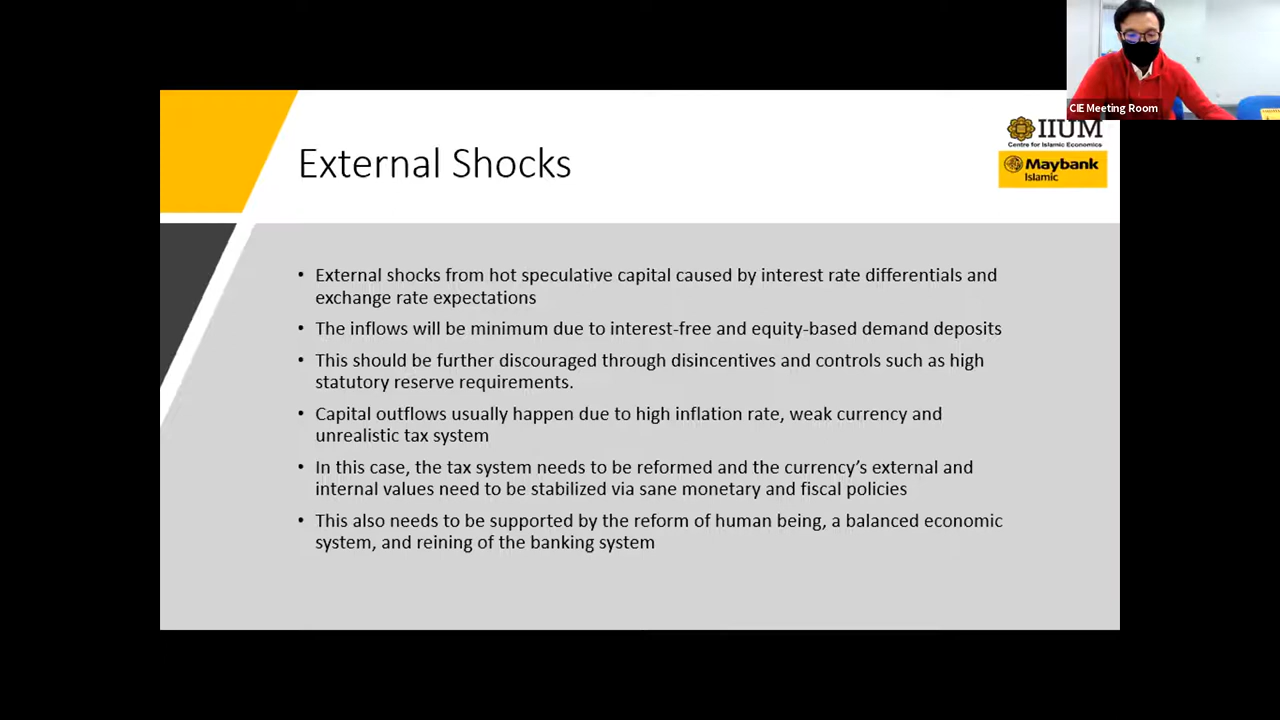 CIE Meeting Room
IIUM
Centre for Islamic Economics
Maybank
Islamic
External Shocks
• External shocks from hot speculative capital caused by interest rate differentials and
exchange rate expectations
• The inflows will be minimum due to interest-free and equity-based demand deposits
• This should be further discouraged through disincentives and controls such as high
statutory reserve requirements.
• Capital outflows usually happen due to high inflation rate, weak currency and
unrealistic tax system
• In this case, the tax system needs to be reformed and the currency’s external and
internal values need to be stabilized via sane monetary and fiscal policies
• This also needs to be supported by the reform of human being, a balanced economic
system, and reining of the banking system